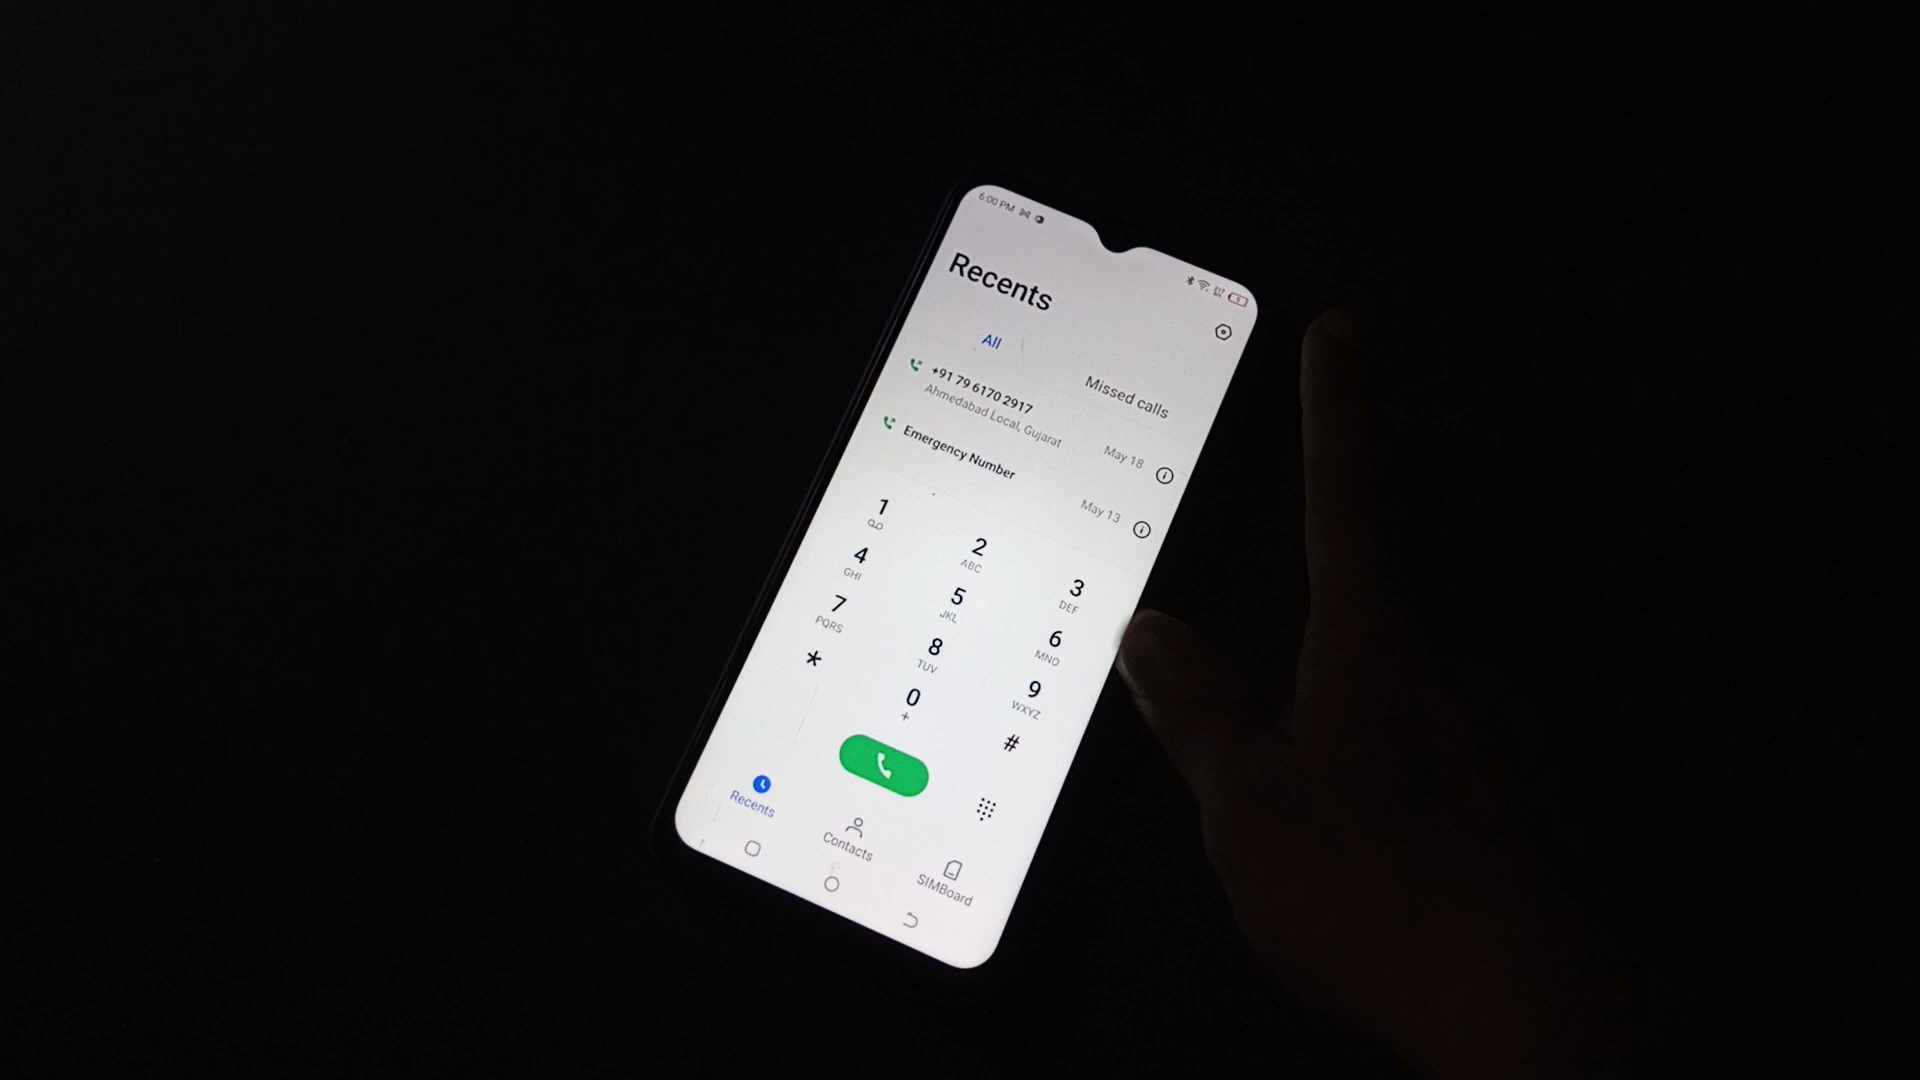 6:00 PM
Recents
All
Missed calls
+91 79 6170 2917
Ahmedabad Local, Gujarat
May 18
Emergency Number
May 13
1
2
ABC
3
DEF
4
GHI
5
JKL
6
MNO
7
PQRS
8
TUV
9
WXYZ
*
0
+
#
Recents
Contacts
SIMBoard